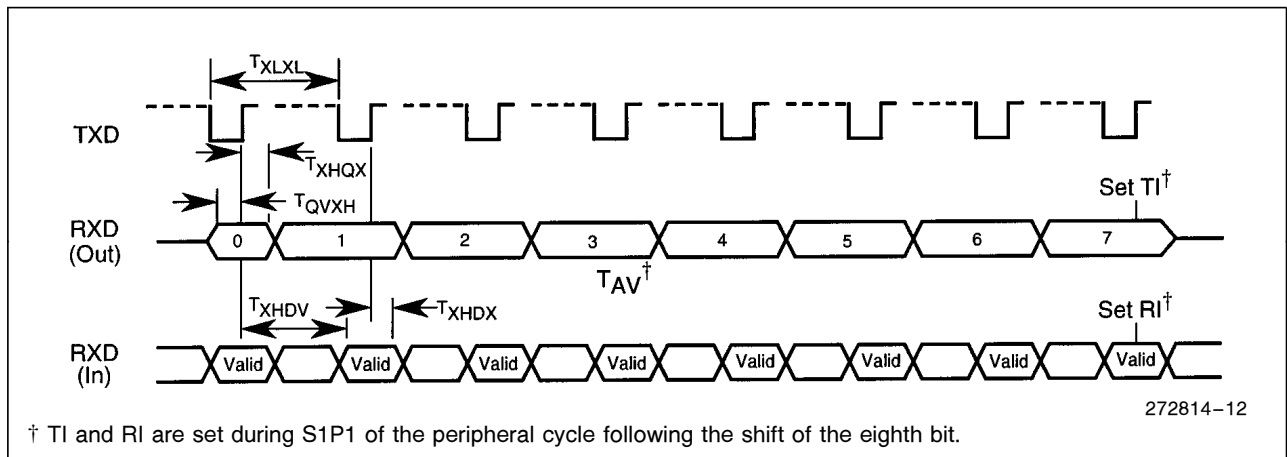 TXLXL
TXD
TXHQX
Set TI†
TQVXH
RXD
(Out)
0 1 2 3 4 5 6 7
TAV†
TXHDV TXHDX
Set RI†
RXD
(In)
Valid Valid Valid Valid Valid Valid Valid Valid
272814–12
† TI and RI are set during S1P1 of the peripheral cycle following the shift of the eighth bit.